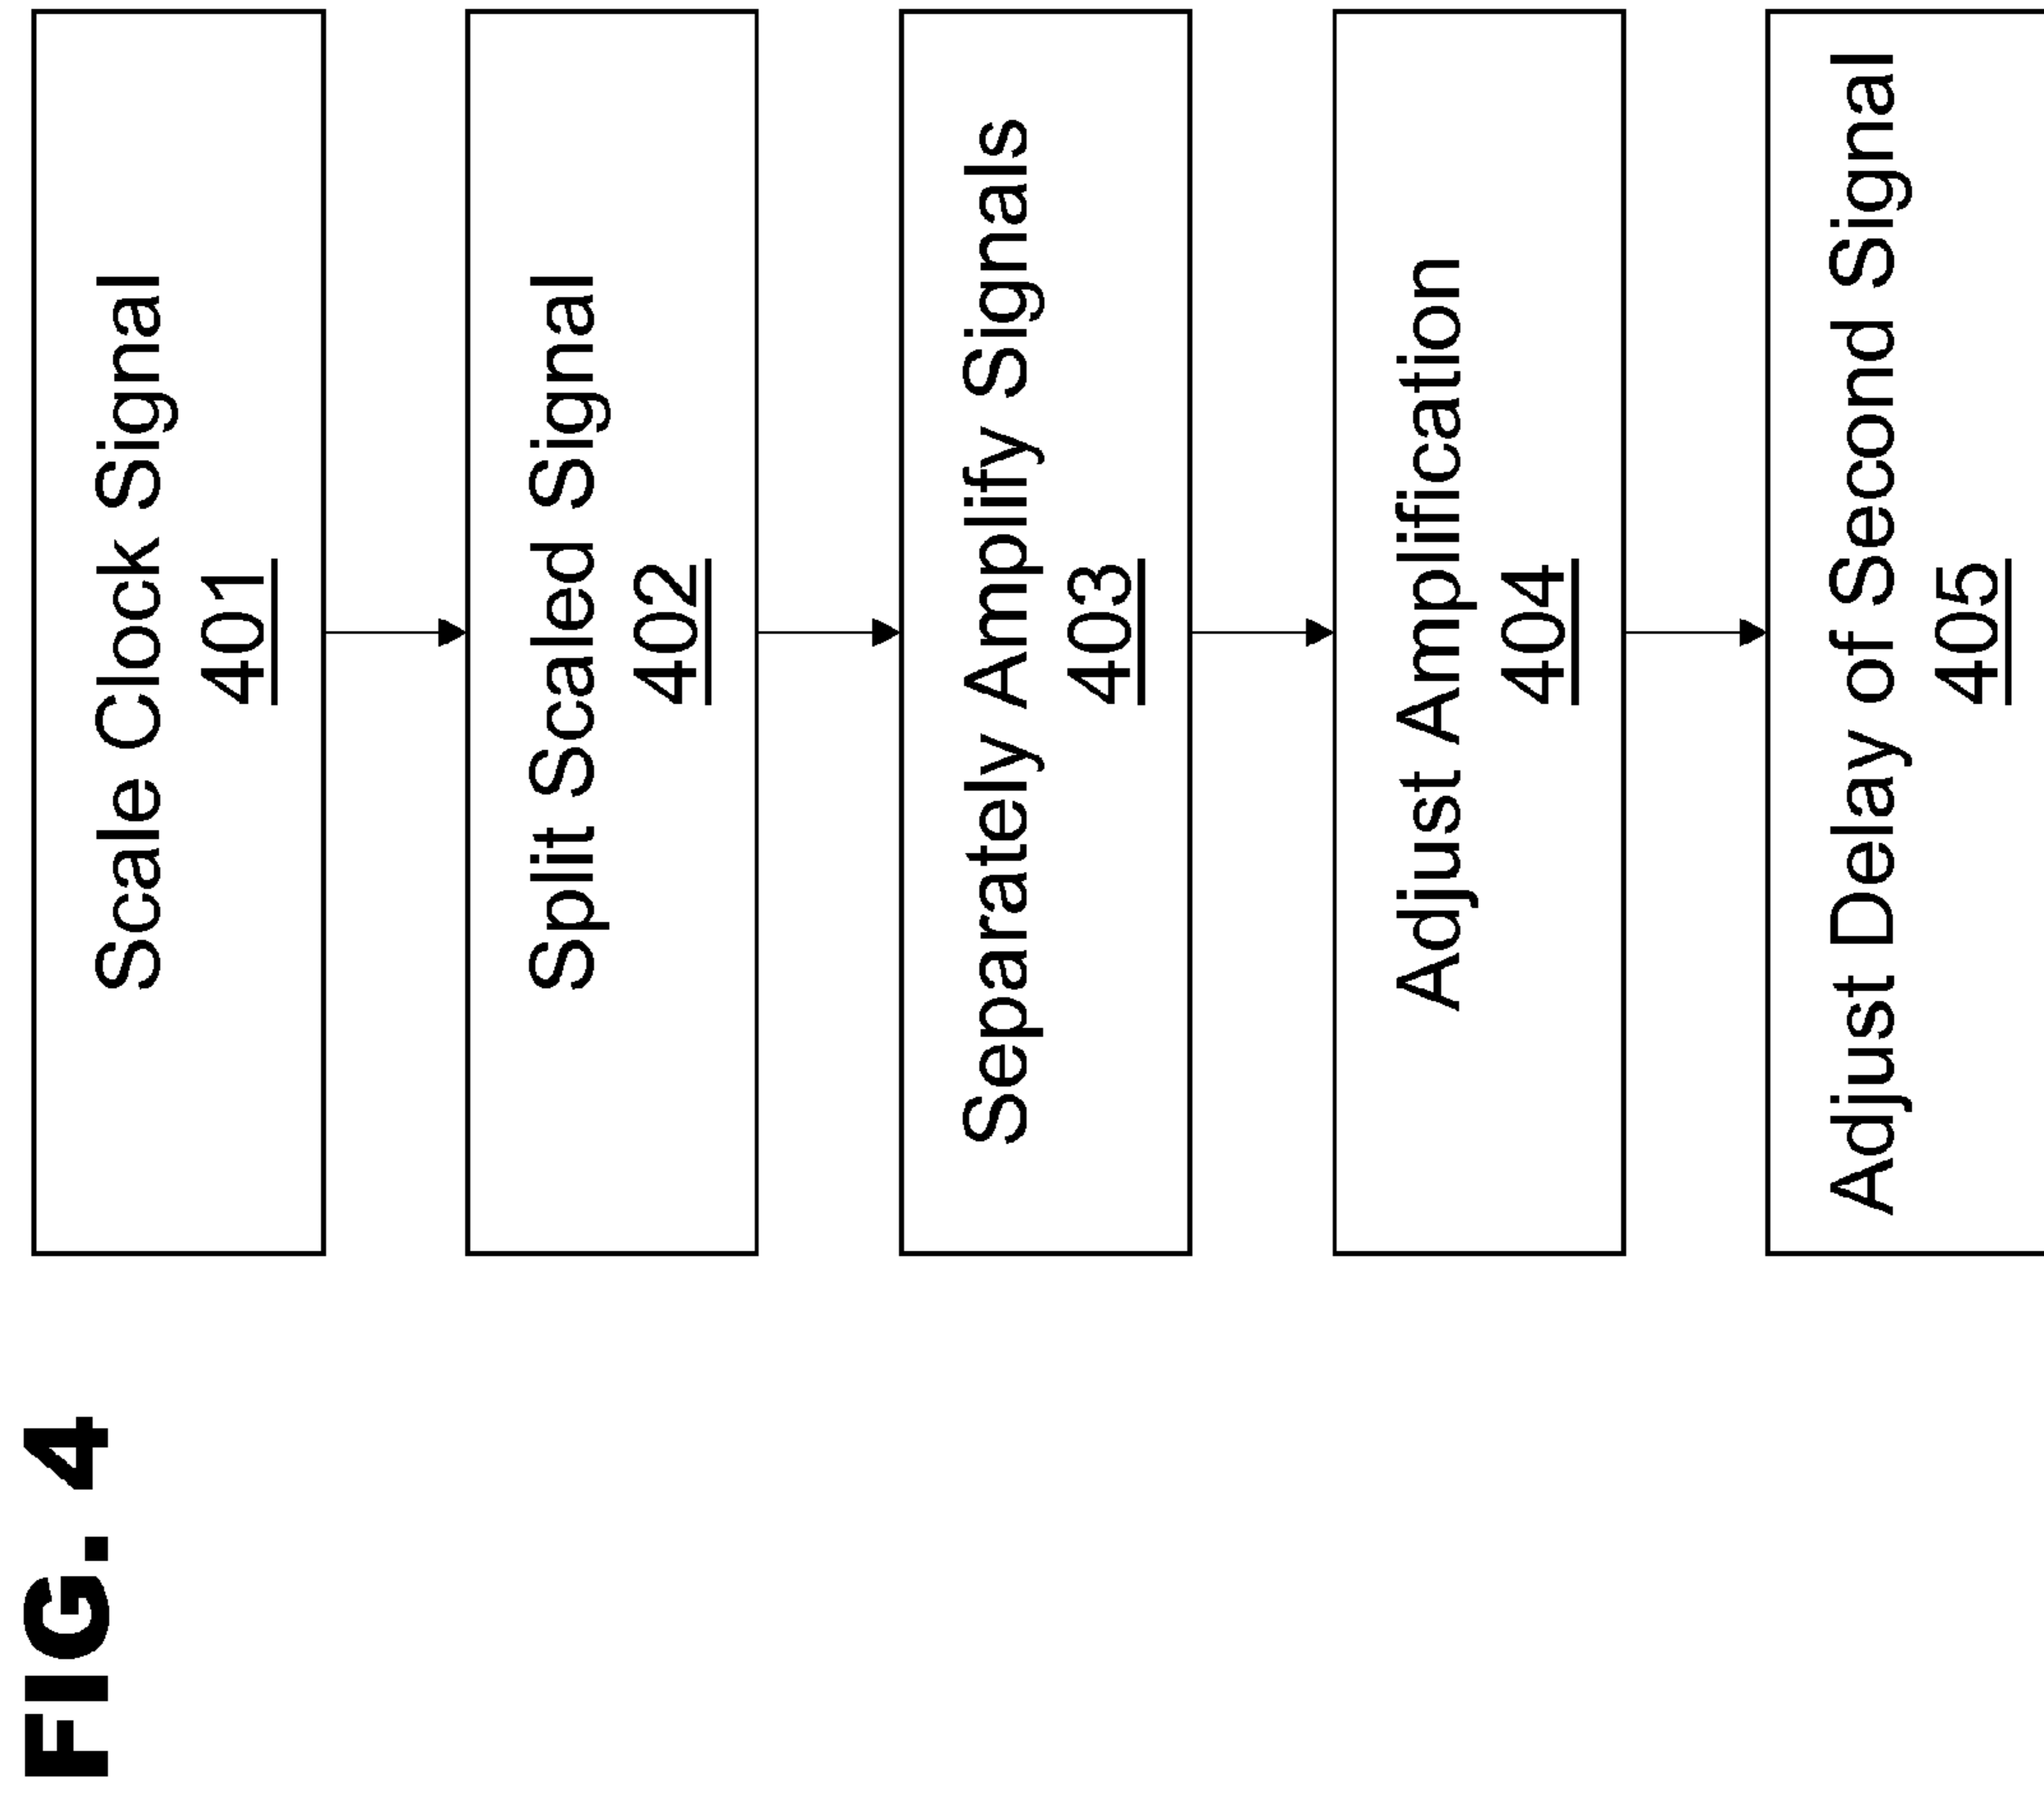 FIG. 4
Scale Clock Signal
401
Split Scaled Signal
402
Separately Amplify Signals
403
Adjust Amplification
404
Adjust Delay of Second Signal
405